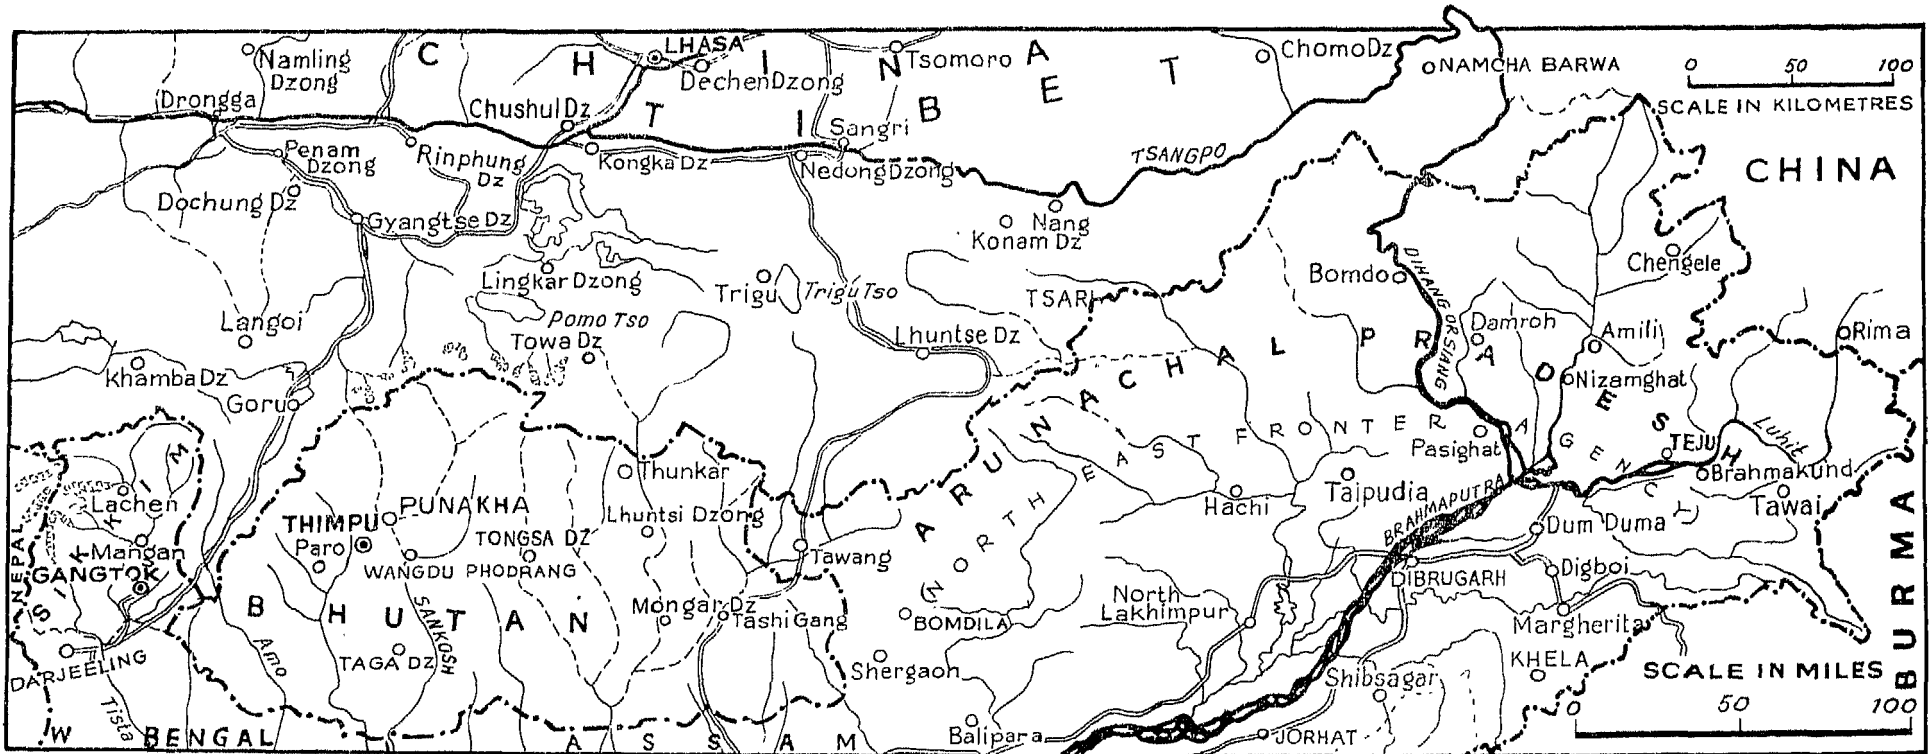 CHINA
TIBET
Namling
Dzong
LHASA
Dechen Dzong
Tsomoro
Chomo Dz
NAMCHA BARWA
0 50 100
SCALE IN KILOMETRES
Drongga
Chushul Dz
Sangri
Penam
Dzong
Rinphung
Dz
Kongka Dz
Nedong Dzong
TSANGPO
CHINA
Dochung Dz
Gyangtse Dz
Nang
Konam Dz
Chengele
Lingkar Dzong
Trigu
Trigu Tso
TSARI
Bomdo
DIHANG OR SIANG
Langoi
Pomo Tso
Towa Dz
Lhuntse Dz
Damroh
Amili
Rima
Khamba Dz
Goru
Nizamghat
ARUNACHAL PRADESH
NORTH EAST FRONTER AGENCY
Pasighat
TEJU
Luhit
Brahmakund
Thunkar
Lachen
PUNAKHA
Hachi
Taipudia
Tawai
THIMPU
Paro
Lhuntsi Dzong
TONGSA DZ
BRAHMAPUTRA
Dum Duma
NEPAL
SIKKIM
Mangan
GANGTOK
WANGDU PHODRANG
Tawang
DIBRUGARH
Digboi
BURMA
BHUTAN
Mongar Dz
Tashi Gang
BOMDILA
North
Lakhimpur
Margherita
SANKOSH
Amo
TAGA DZ
DARJEELING
Shergaon
Shibsagar
KHELA
SCALE IN MILES
0 50 100
Tista
W BENGAL
ASSAM
Balipara
JORHAT